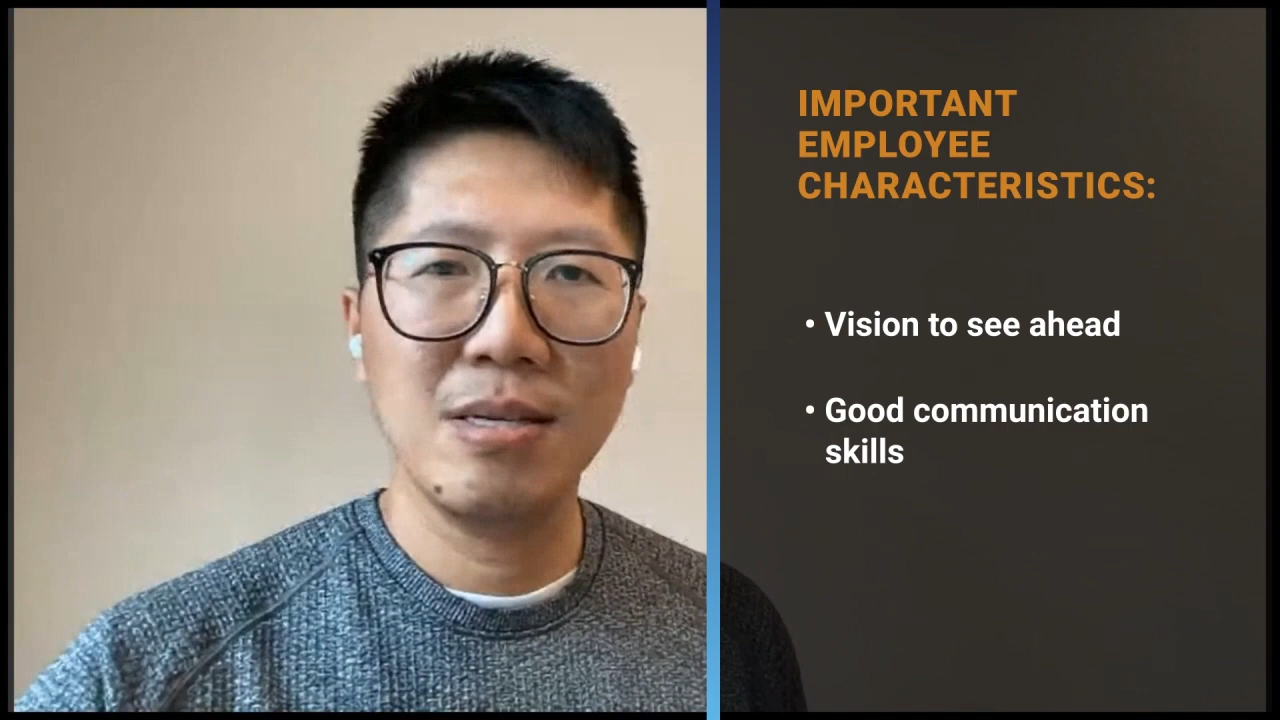 IMPORTANT
EMPLOYEE
CHARACTERISTICS:
• Vision to see ahead
• Good communication
skills